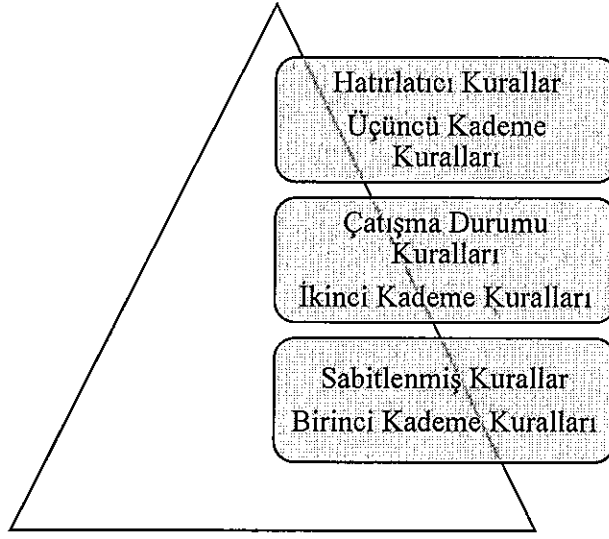 Hatırlatıcı Kurallar
Üçüncü Kademe
Kuralları
Çatışma Durumu
Kuralları
İkinci Kademe Kuralları
Sabitlenmiş Kurallar
Birinci Kademe Kuralları